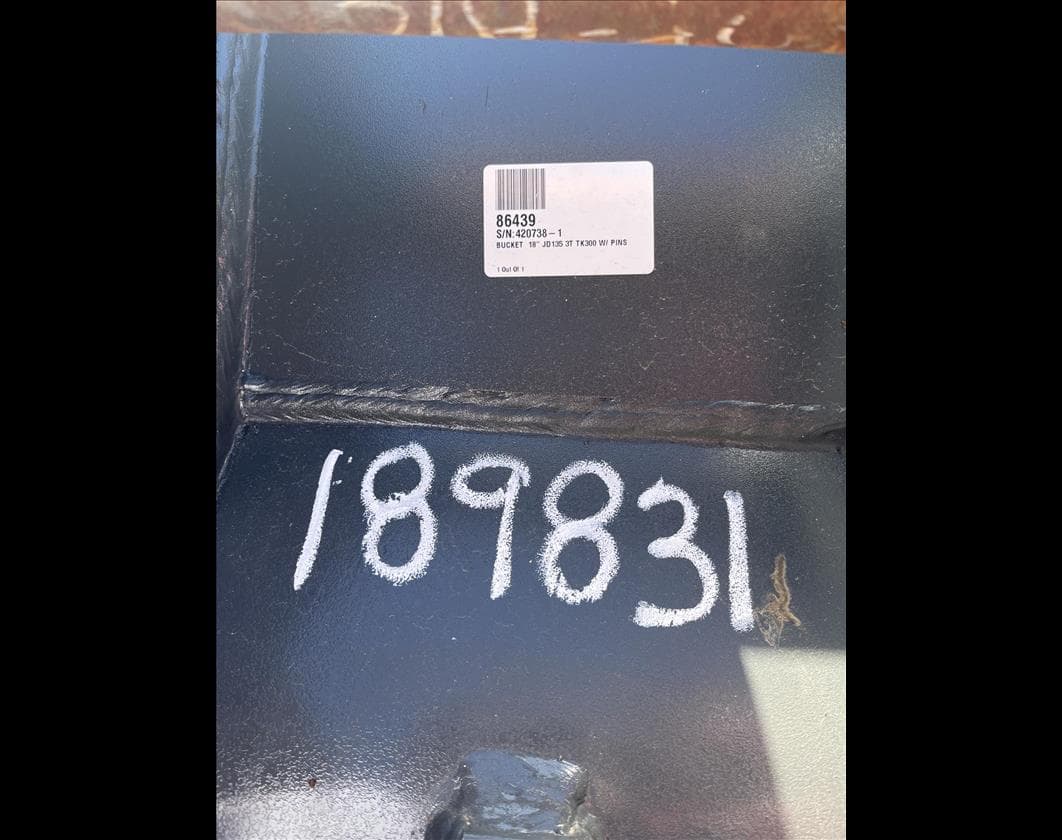 86439
S/N:420738-1
BUCKET 18" JD135 3T TK300 W/ PINS
1 Out Of 1
189831